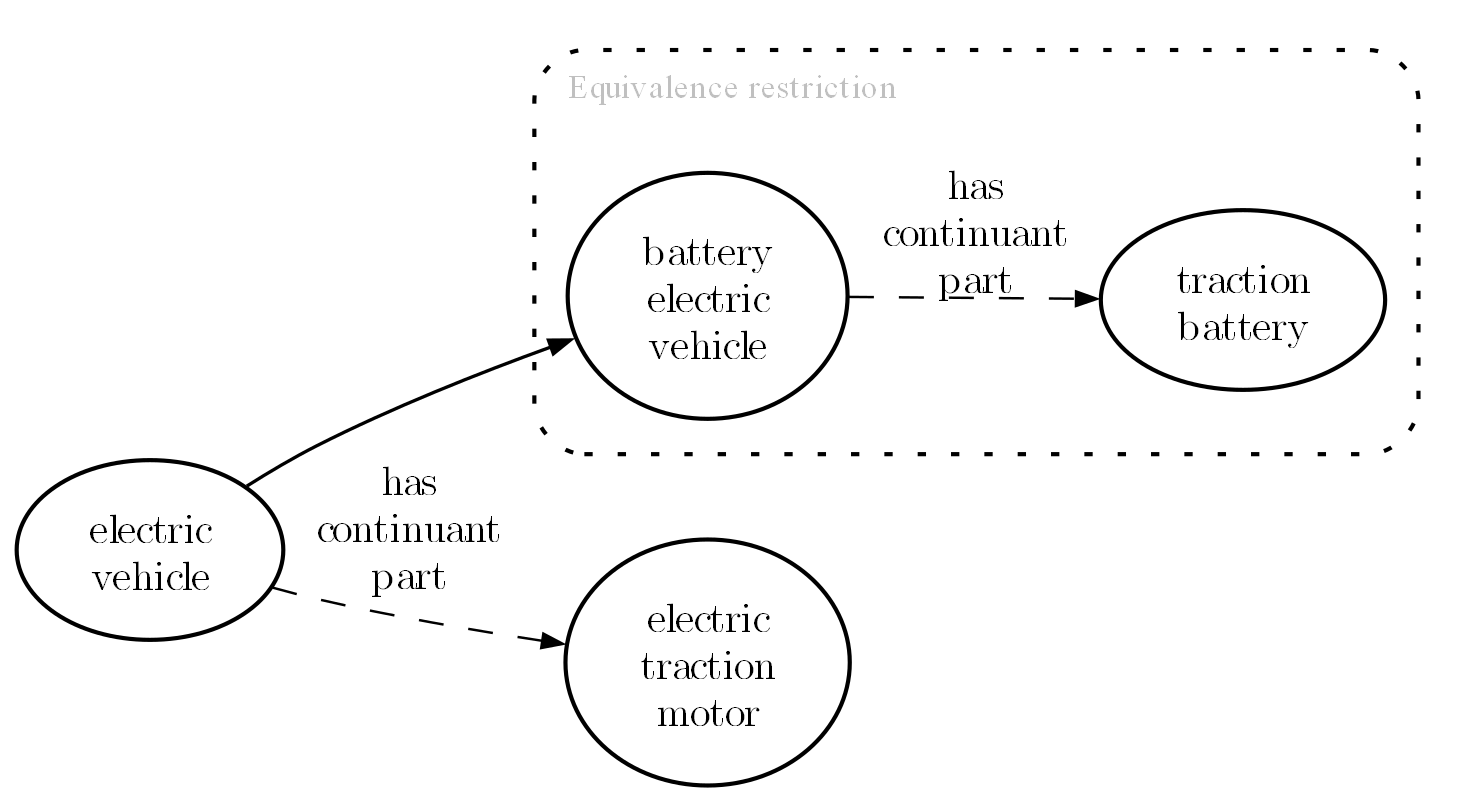 Equivalence restriction
battery
electric
vehicle
has
continuant
part
traction
battery
electric
vehicle
has
continuant
part
electric
traction
motor